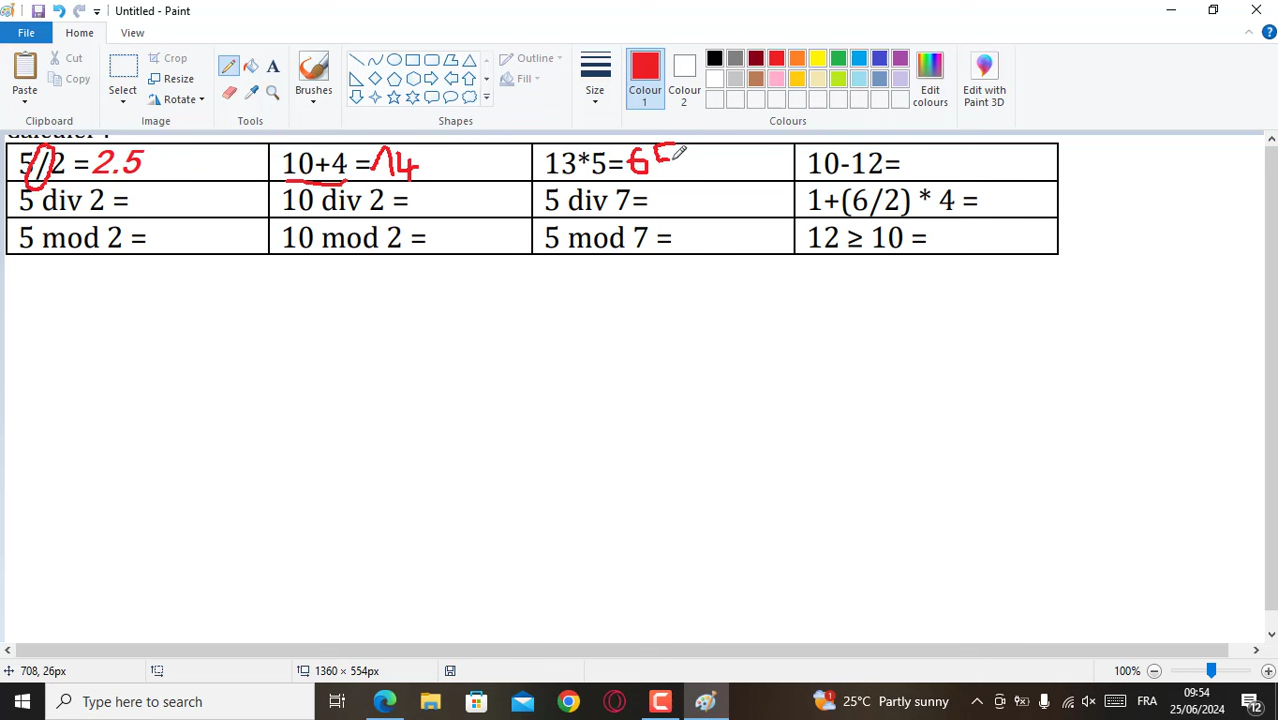 Untitled - Paint
File Home View
Paste
Cut
Copy
Clipboard
Select
Crop
Resize
Rotate
Image
A
Tools
Brushes
Outline
Fill
Shapes
Size
Colour 1
Colour 2
Edit colours
Edit with Paint 3D
Colours
5/2 =2.5 10+4 =14 13*5=65 10-12=
5 div 2 = 10 div 2 = 5 div 7= 1+(6/2) * 4 =
5 mod 2 = 10 mod 2 = 5 mod 7 = 12 ≥ 10 =
708, 26px 1360 × 554px 100%
Type here to search
1 25°C Partly sunny FRA 09:54
25/06/2024 12